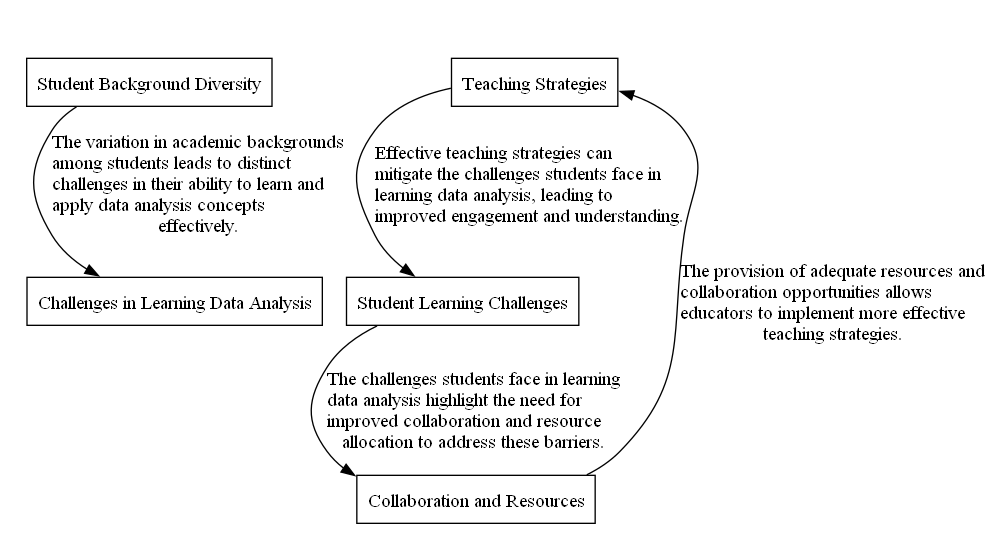 Student Background Diversity
Teaching Strategies
The variation in academic backgrounds
among students leads to distinct
challenges in their ability to learn and
apply data analysis concepts
effectively.
Effective teaching strategies can
mitigate the challenges students face in
learning data analysis, leading to
improved engagement and understanding.
The provision of adequate resources and
collaboration opportunities allows
educators to implement more effective
teaching strategies.
Challenges in Learning Data Analysis
Student Learning Challenges
The challenges students face in learning
data analysis highlight the need for
improved collaboration and resource
allocation to address these barriers.
Collaboration and Resources